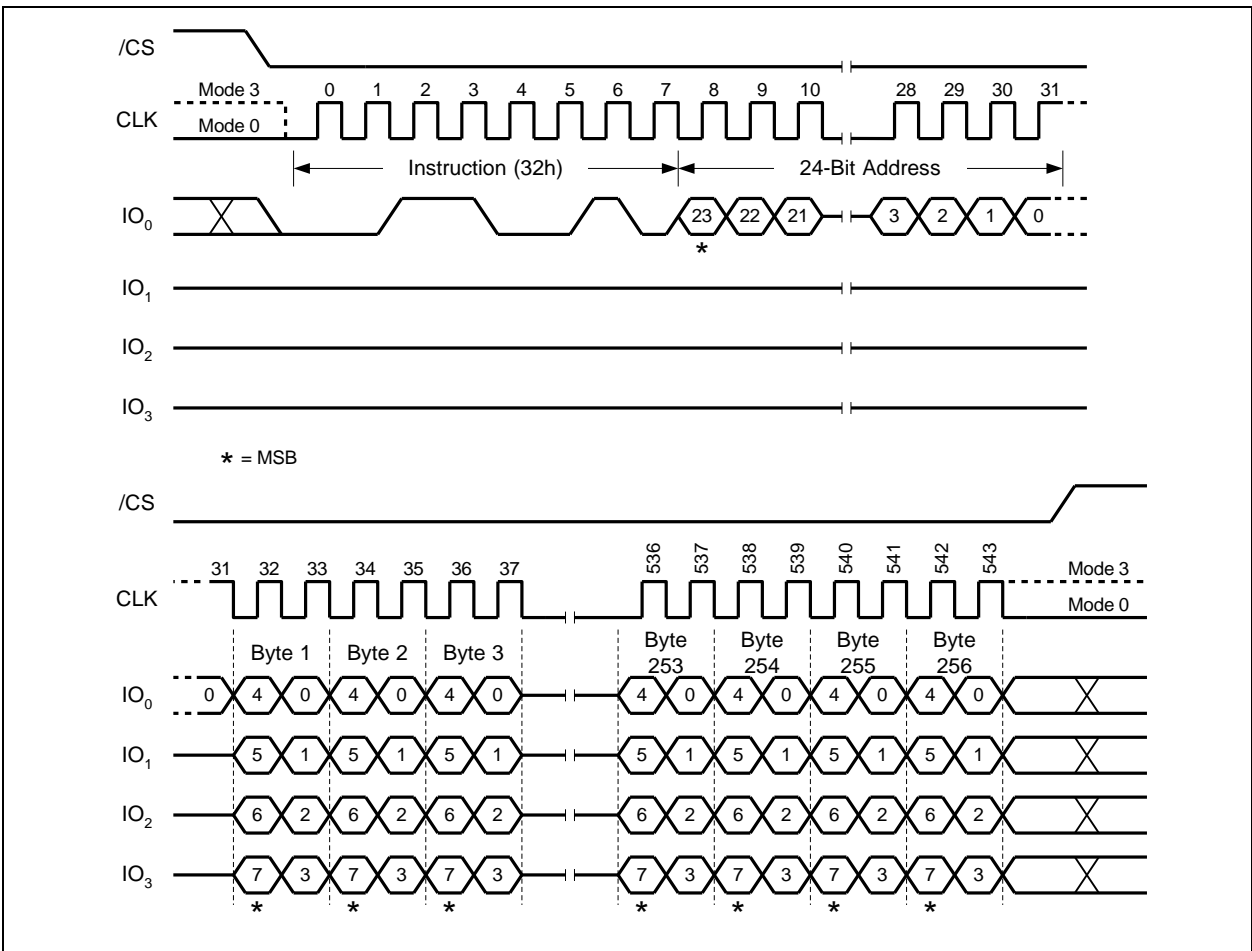 /CS
Mode 3 0 1 2 3 4 5 6 7 8 9 10 28 29 30 31
CLK
Mode 0
Instruction (32h) 24-Bit Address
IO0 23 22 21 3 2 1 0
*
IO1
IO2
IO3
* = MSB
/CS
31 32 33 34 35 36 37 536 537 538 539 540 541 542 543 Mode 3
CLK
Mode 0
Byte 1 Byte 2 Byte 3 Byte 253 Byte 254 Byte 255 Byte 256
IO0 0 4 0 4 0 4 0 4 0 4 0 4 0 4 0
IO1 5 1 5 1 5 1 5 1 5 1 5 1 5 1
IO2 6 2 6 2 6 2 6 2 6 2 6 2 6 2
IO3 7 3 7 3 7 3 7 3 7 3 7 3 7 3
* * * * * * *